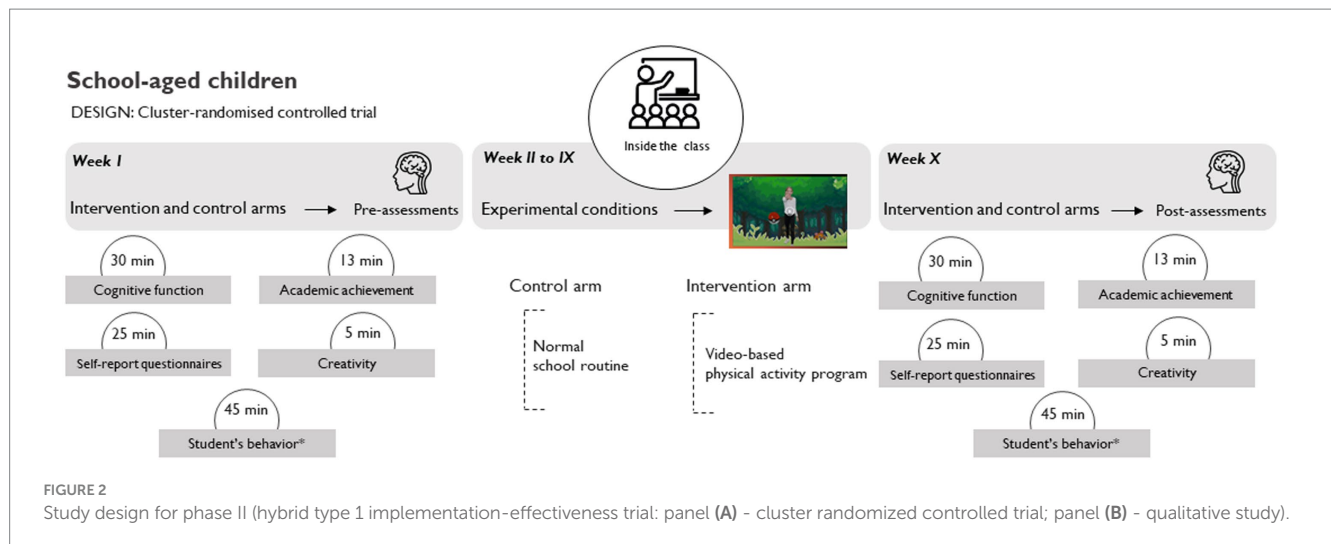 School-aged children
DESIGN: Cluster-randomised controlled trial
Inside the class
Week I
Intervention and control arms
Pre-assessments
30 min
Cognitive function
13 min
Academic achievement
25 min
Self-report questionnaires
5 min
Creativity
45 min
Student's behavior*
Week II to IX
Experimental conditions
Control arm
Normal
school routine
Intervention arm
Video-based
physical activity program
Week X
Intervention and control arms
Post-assessments
30 min
Cognitive function
13 min
Academic achievement
25 min
Self-report questionnaires
5 min
Creativity
45 min
Student's behavior*
FIGURE 2
Study design for phase II (hybrid type 1 implementation-effectiveness trial: panel (A) - cluster randomized controlled trial; panel (B) - qualitative study).